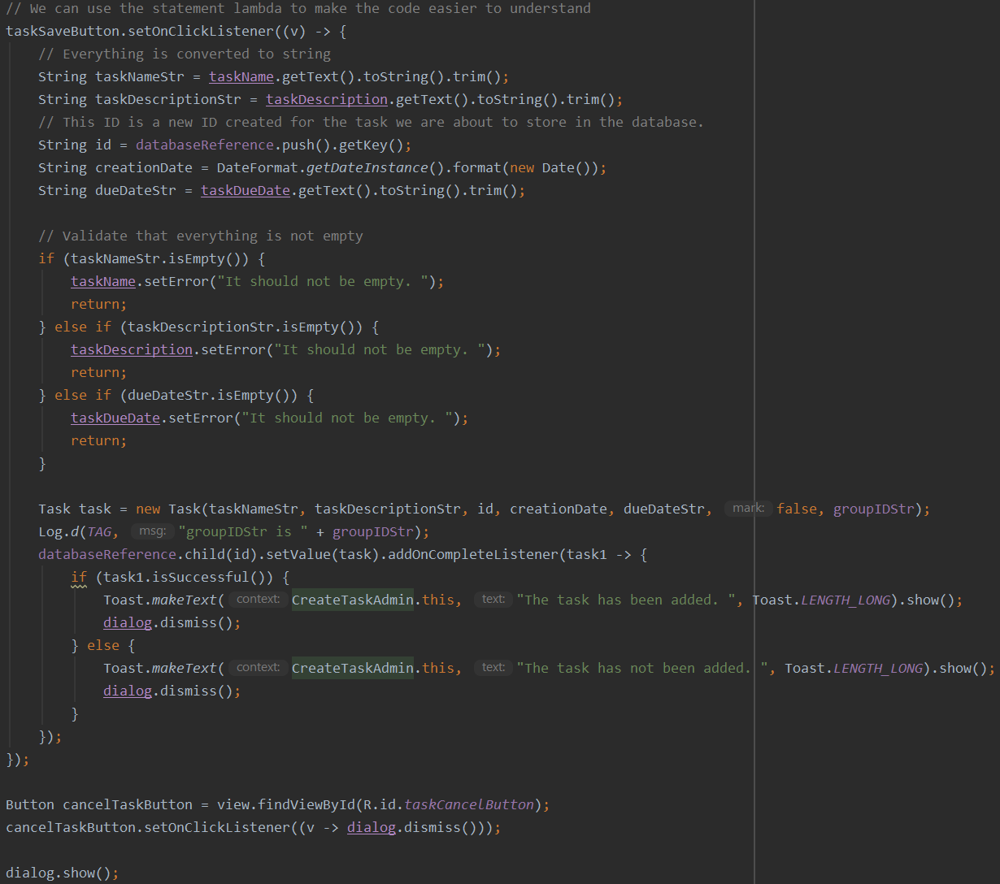 // We can use the statement lambda to make the code easier to understand
taskSaveButton.setOnClickListener((v) -> {
    // Everything is converted to string
    String taskNameStr = taskName.getText().toString().trim();
    String taskDescriptionStr = taskDescription.getText().toString().trim();
    // This ID is a new ID created for the task we are about to store in the database.
    String id = databaseReference.push().getKey();
    String creationDate = DateFormat.getDateInstance().format(new Date());
    String dueDateStr = taskDueDate.getText().toString().trim();

    // Validate that everything is not empty
    if (taskNameStr.isEmpty()) {
        taskName.setError("It should not be empty. ");
        return;
    } else if (taskDescriptionStr.isEmpty()) {
        taskDescription.setError("It should not be empty. ");
        return;
    } else if (dueDateStr.isEmpty()) {
        taskDueDate.setError("It should not be empty. ");
        return;
    }

    Task task = new Task(taskNameStr, taskDescriptionStr, id, creationDate, dueDateStr, mark: false, groupIDStr);
    Log.d(TAG, msg: "groupIDStr is " + groupIDStr);
    databaseReference.child(id).setValue(task).addOnCompleteListener(task1 -> {
        if (task1.isSuccessful()) {
            Toast.makeText( context: CreateTaskAdmin.this, text: "The task has been added. ", Toast.LENGTH_LONG).show();
            dialog.dismiss();
        } else {
            Toast.makeText( context: CreateTaskAdmin.this, text: "The task has not been added. ", Toast.LENGTH_LONG).show();
            dialog.dismiss();
        }
    });
});

Button cancelTaskButton = view.findViewById(R.id.taskCancelButton);
cancelTaskButton.setOnClickListener((v -> dialog.dismiss()));

dialog.show();